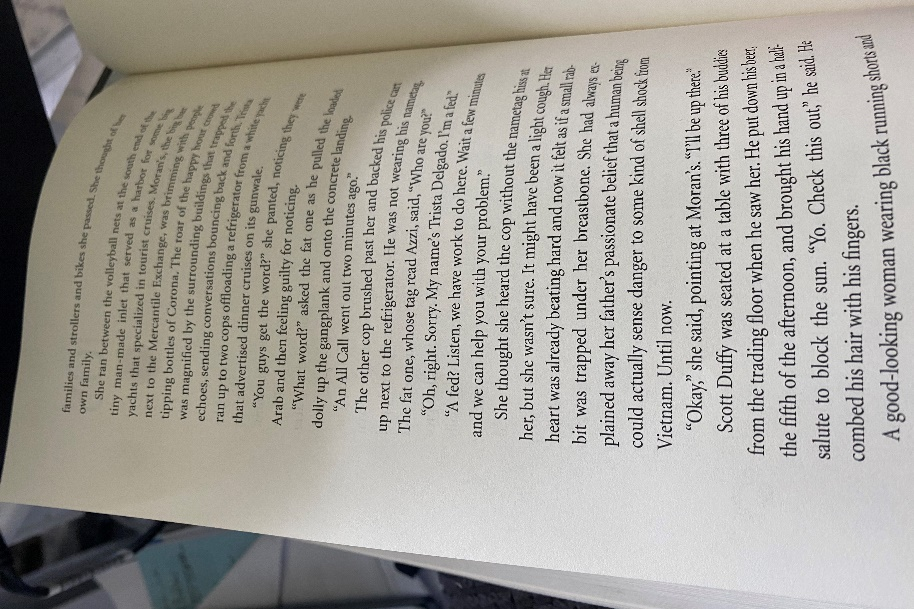 families and strollers and bikes she passed. She thought of her
own family.
She ran between the volleyball nets at the south end of the
tiny man-made inlet that served as a harbor for some big
yachts that specialized in tourist cruises. Moran's, the big bar
next to the Mercantile Exchange, was brimming with people
tipping bottles of Corona. The roar of the happy hour crowd
was magnified by the surrounding buildings that trapped the
echoes, sending conversations bouncing back and forth. Trista
ran up to two cops offloading a refrigerator from a white yacht
that advertised dinner cruises on its gunwale.
"You guys get the word?" she panted, noticing they were
Arab and then feeling guilty for noticing.
"What word?" asked the fat one as he pulled the loaded
dolly up the gangplank and onto the concrete landing.
"An All Call went out two minutes ago."
The other cop brushed past her and backed his police cart
up next to the refrigerator. He was not wearing his nametag.
The fat one, whose tag read Azzi, said, "Who are you?"
"Oh, right. Sorry. My name's Trista Delgado. I'm a fed."
"A fed? Listen, we have work to do here. Wait a few minutes
and we can help you with your problem."
She thought she heard the cop without the nametag hiss at
her, but she wasn't sure. It might have been a light cough. Her
heart was already beating hard and now it felt as if a small rab-
bit was trapped under her breastbone. She had always ex-
plained away her father's passionate belief that a human being
could actually sense danger to some kind of shell shock from
Vietnam. Until now.
"Okay," she said, pointing at Moran's. "I'll be up there."
Scott Duffy was seated at a table with three of his buddies
from the trading floor when he saw her. He put down his beer,
the fifth of the afternoon, and brought his hand up in a half-
salute to block the sun. "Yo. Check this out," he said. He
combed his hair with his fingers.
A good-looking woman wearing black running shorts and